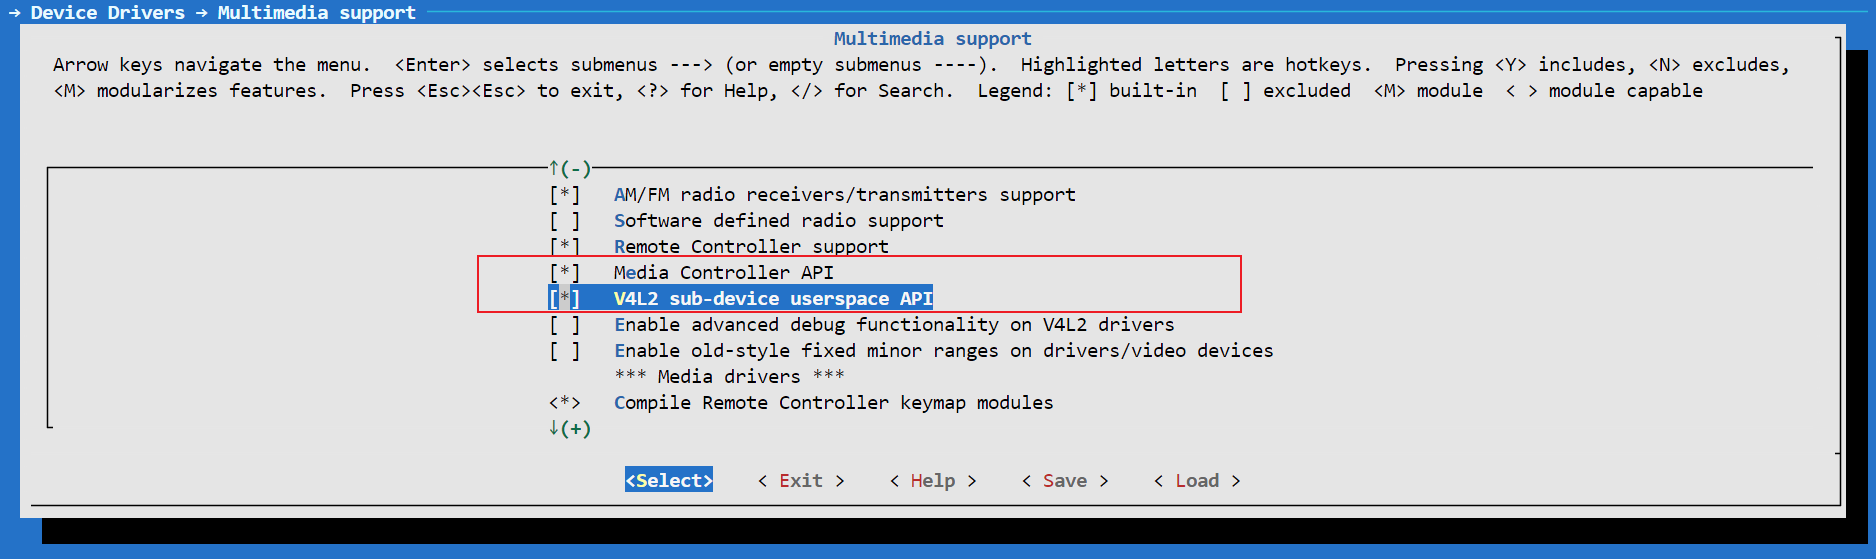 → Device Drivers → Multimedia support
Multimedia support
Arrow keys navigate the menu.  <Enter> selects submenus ---> (or empty submenus ----).  Highlighted letters are hotkeys.  Pressing <Y> includes, <N> excludes,
<M> modularizes features.  Press <Esc><Esc> to exit, <?> for Help, </> for Search.  Legend: [*] built-in  [ ] excluded  <M> module  < > module capable
↑(-)
[*]   AM/FM radio receivers/transmitters support
[ ]   Software defined radio support
[*]   Remote Controller support
[*]   Media Controller API
[*]   V4L2 sub-device userspace API
[ ]   Enable advanced debug functionality on V4L2 drivers
[ ]   Enable old-style fixed minor ranges on drivers/video devices
*** Media drivers ***
<*>   Compile Remote Controller keymap modules
↓(+)
<Select>    < Exit >    < Help >    < Save >    < Load >